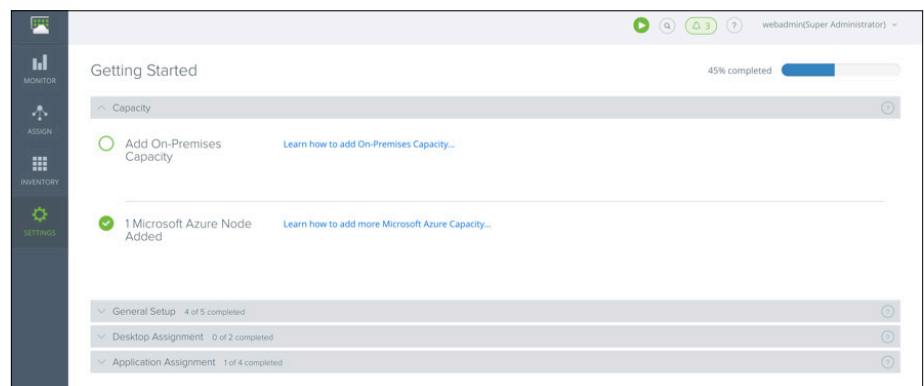 3
?
webadmin(Super Administrator)
MONITOR
Getting Started
45% completed
Capacity
?
ASSIGN
Add On-Premises
Capacity
Learn how to add On-Premises Capacity...
INVENTORY
SETTINGS
1 Microsoft Azure Node
Added
Learn how to add more Microsoft Azure Capacity...
General Setup 4 of 5 completed
?
Desktop Assignment 0 of 2 completed
?
Application Assignment 1 of 4 completed
?